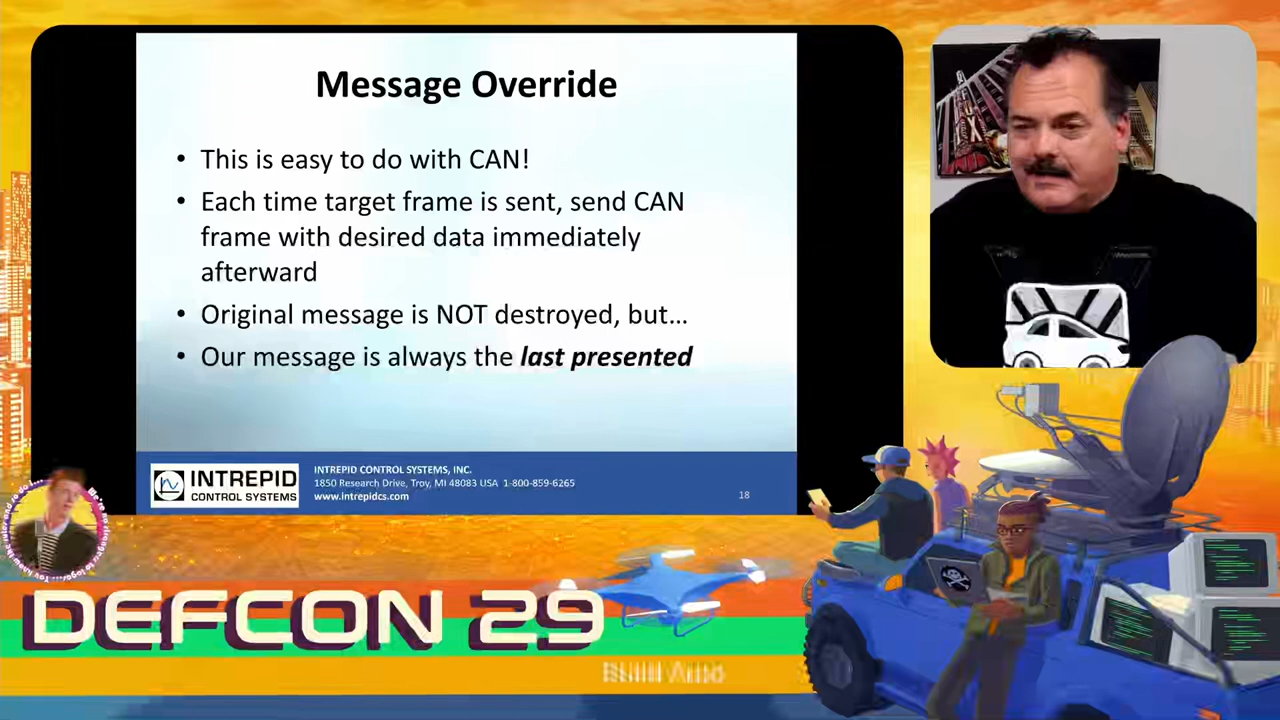 Message Override
• This is easy to do with CAN!
• Each time target frame is sent, send CAN
frame with desired data immediately
afterward
• Original message is NOT destroyed, but...
• Our message is always the last presented
INTREPID
CONTROL SYSTEMS
INTREPID CONTROL SYSTEMS, INC.
1850 Research Drive, Troy, MI 48083 USA 1-800-859-6265
www.intrepidcs.com
18
DEFCON 29